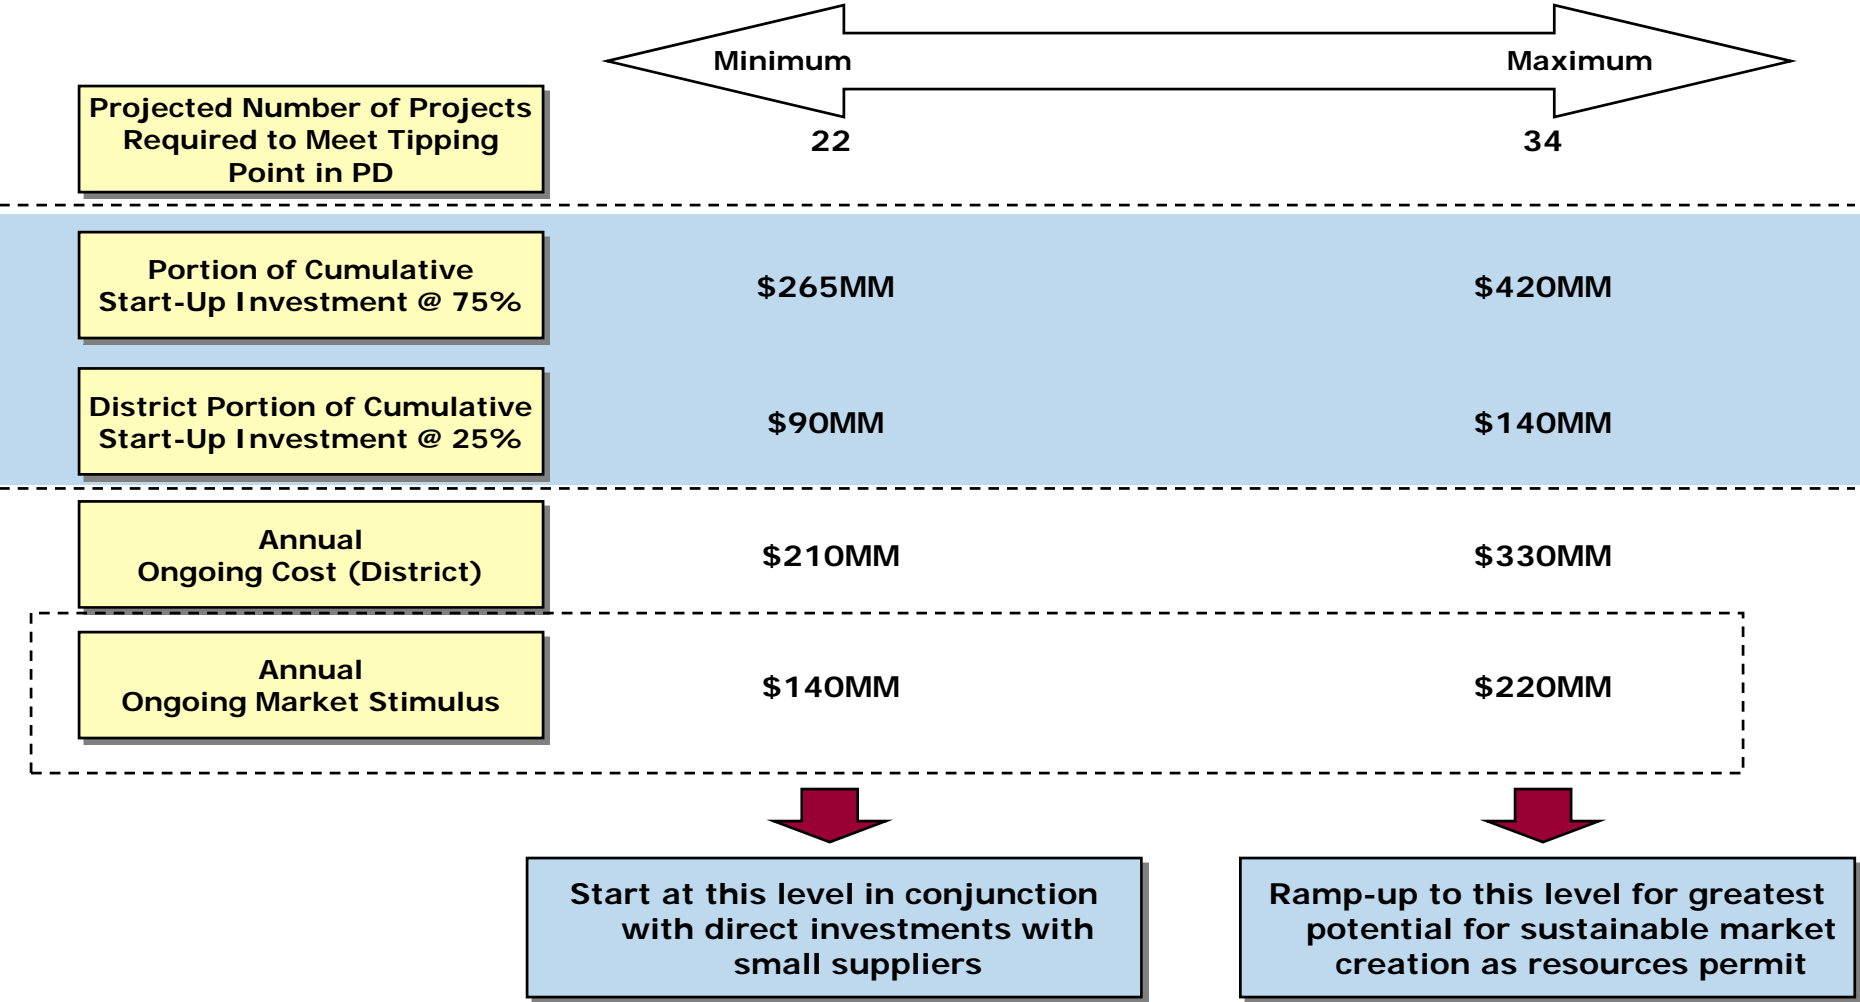 Minimum
Maximum
Projected Number of Projects
Required to Meet Tipping
Point in PD
22
34
Portion of Cumulative
Start-Up Investment @ 75%
$265MM
$420MM
District Portion of Cumulative
Start-Up Investment @ 25%
$90MM
$140MM
Annual
Ongoing Cost (District)
$210MM
$330MM
Annual
Ongoing Market Stimulus
$140MM
$220MM
Start at this level in conjunction
with direct investments with
small suppliers
Ramp-up to this level for greatest
potential for sustainable market
creation as resources permit